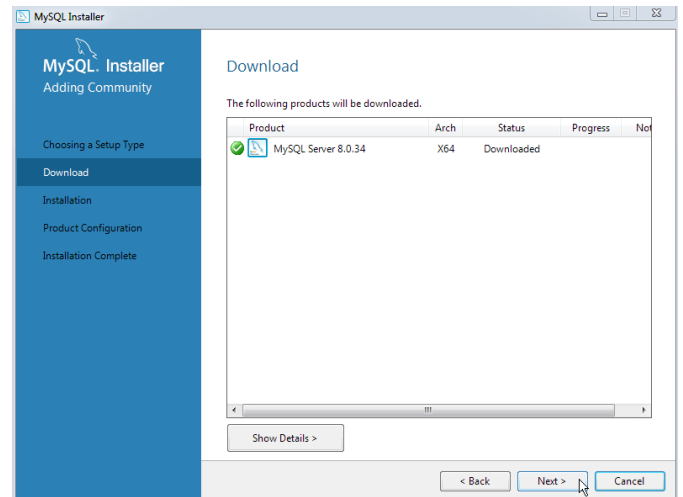 MySQL Installer
MySQL. Installer
Adding Community
Choosing a Setup Type
Download
Installation
Product Configuration
Installation Complete
Download
The following products will be downloaded.
Product Arch Status Progress Not
MySQL Server 8.0.34 X64 Downloaded
Show Details >
< Back Next > Cancel